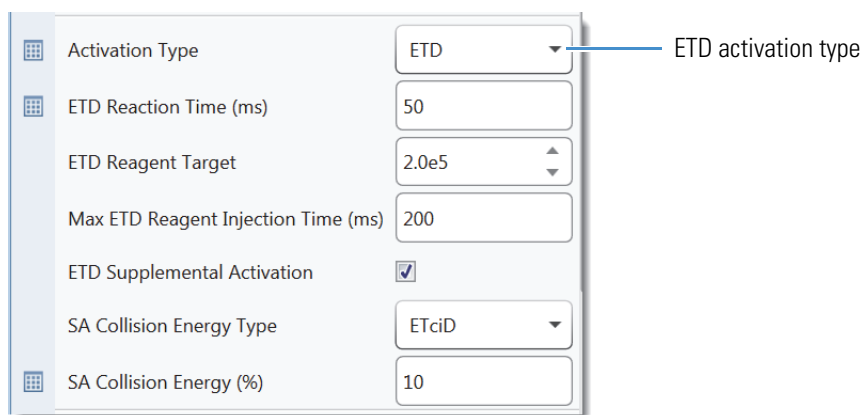 Activation Type ETD ETD activation type
ETD Reaction Time (ms) 50
ETD Reagent Target 2.0e5
Max ETD Reagent Injection Time (ms) 200
ETD Supplemental Activation
SA Collision Energy Type ETciD
SA Collision Energy (%) 10